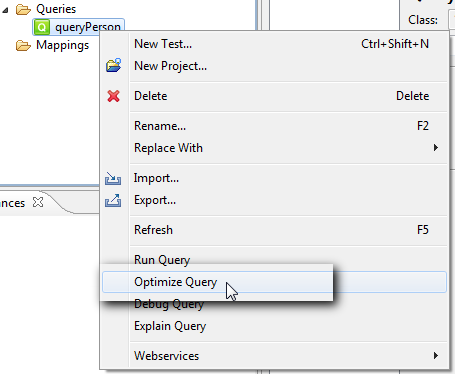 Queries
Q queryPerson
Mappings
Class:
New Test... Ctrl+Shift+N
New Project...
Delete Delete
Rename... F2
Replace With
Import...
Export...
Refresh F5
Run Query
Optimize Query
Debug Query
Explain Query
Webservices
ances